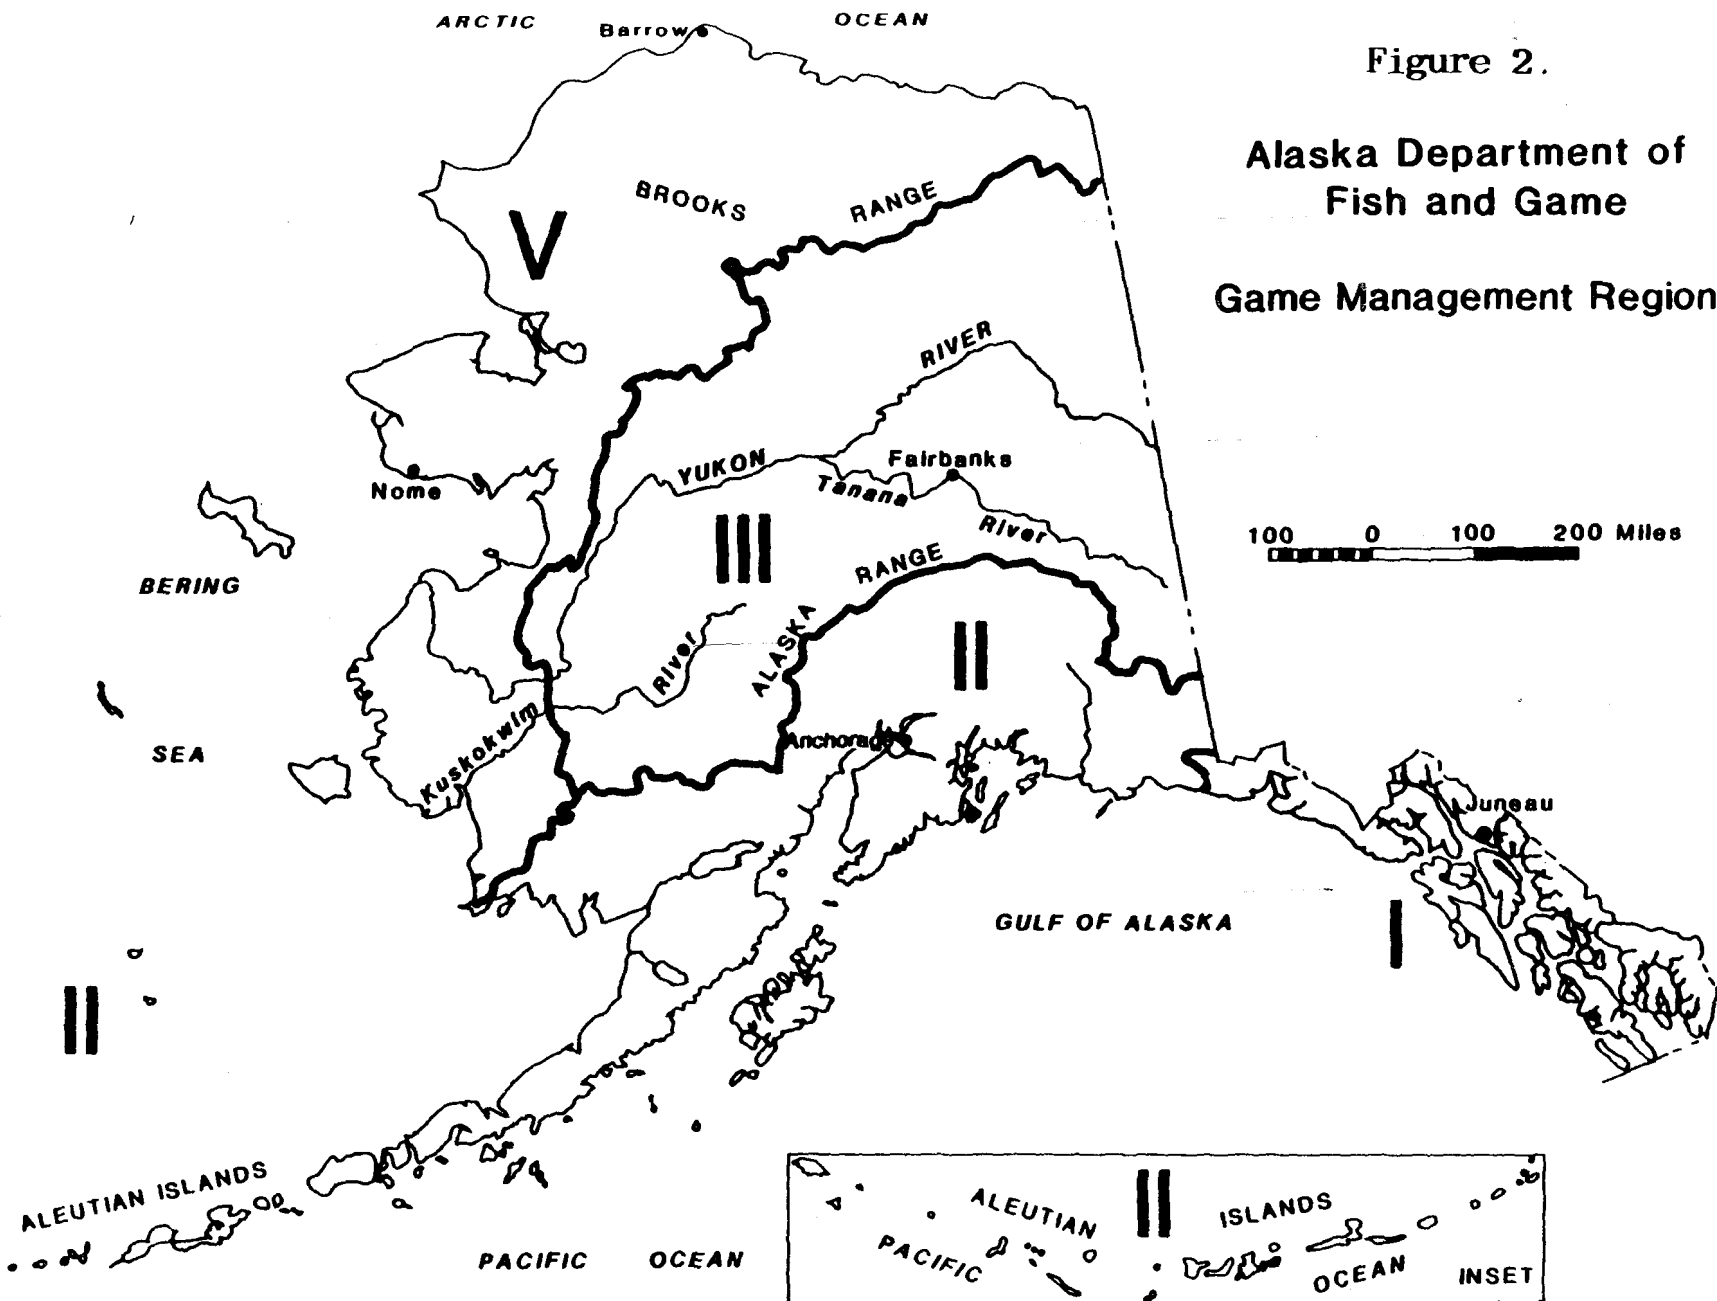 ARCTIC OCEAN
Barrow
Figure 2.
Alaska Department of
Fish and Game
Game Management Region
BROOKS RANGE
V
YUKON RIVER
Fairbanks
Tanana River
Nome
III
100 0 100 200 Miles
BERING
SEA
ALASKA RANGE
II
Kuskokwim River
Anchorage
Juneau
GULF OF ALASKA
I
II
ALEUTIAN ISLANDS
PACIFIC OCEAN
II
ALEUTIAN ISLANDS
PACIFIC OCEAN
INSET